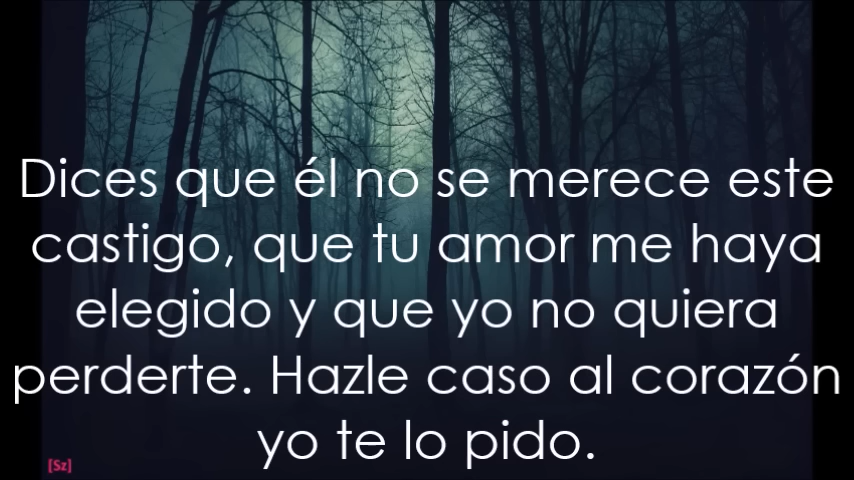 Dices que él no se merece este
castigo, que tu amor me haya
elegido y que yo no quiera
perderte. Hazle caso al corazón
yo te lo pido.
[Sz]